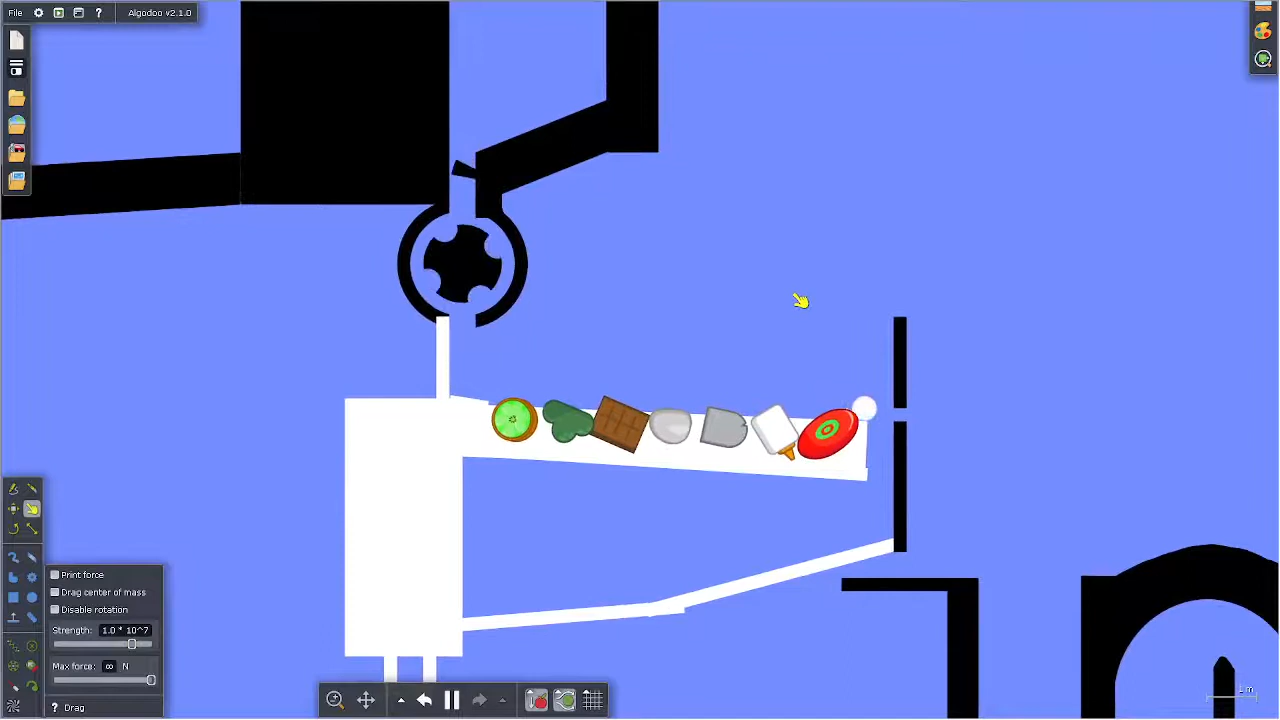 File ? Algodoo v2.1.0
Print force
Drag center of mass
Disable rotation
Strength: 1.0 * 10^7
Max force: ∞ N
? Drag
1 m